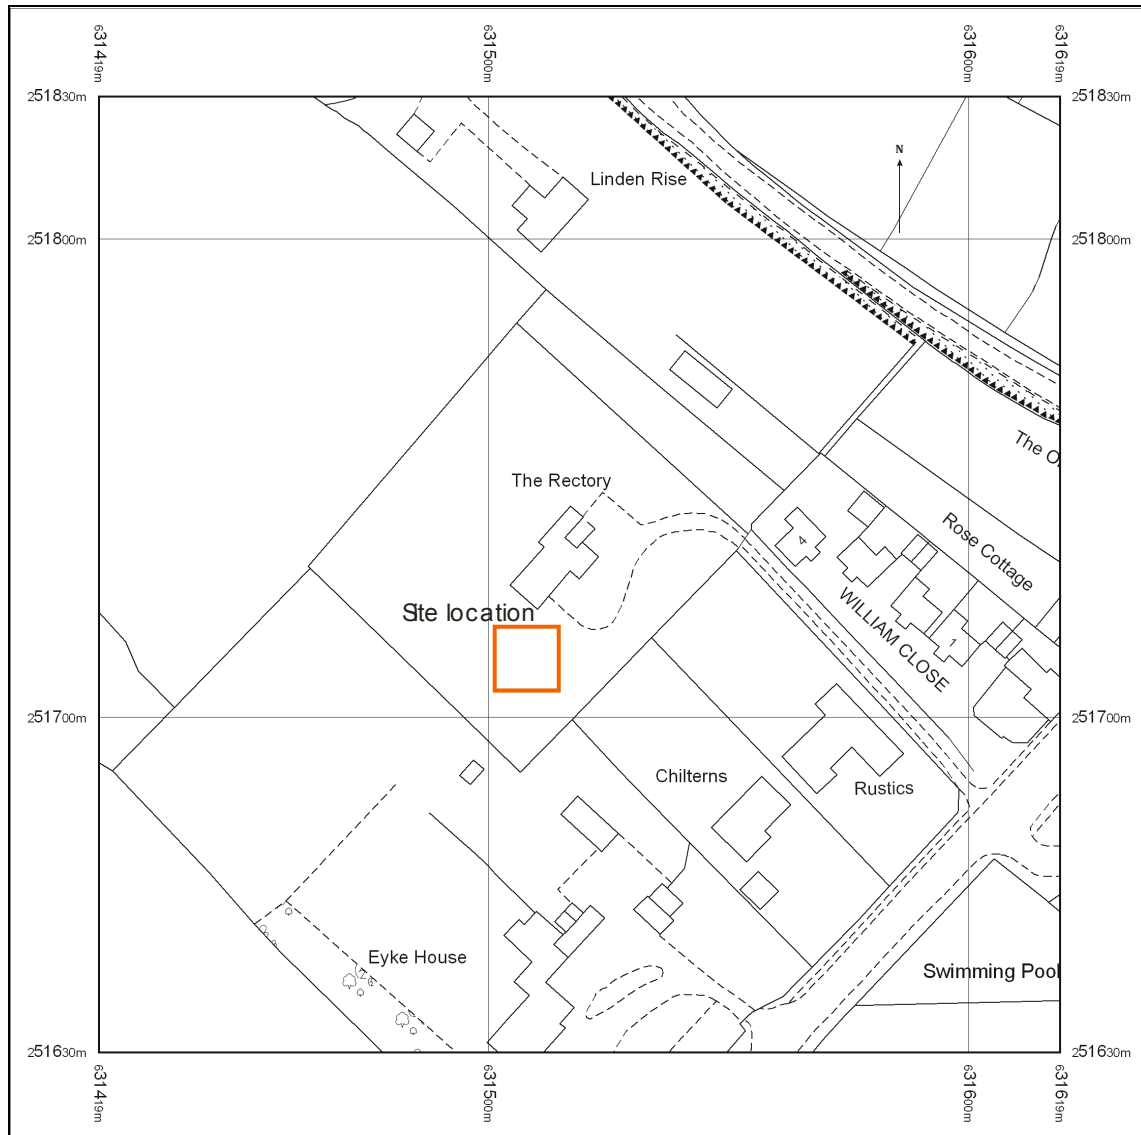 631419m
631500m
631600m
631619m
251830m
251830m
N
Linden Rise
251800m
251800m
The O
The Rectory
4
Rose Cottage
Site location
WILLIAM CLOSE
1
251700m
251700m
Chilterns
Rustics
Eyke House
Swimming Pool
251630m
251630m
631419m
631500m
631600m
631619m